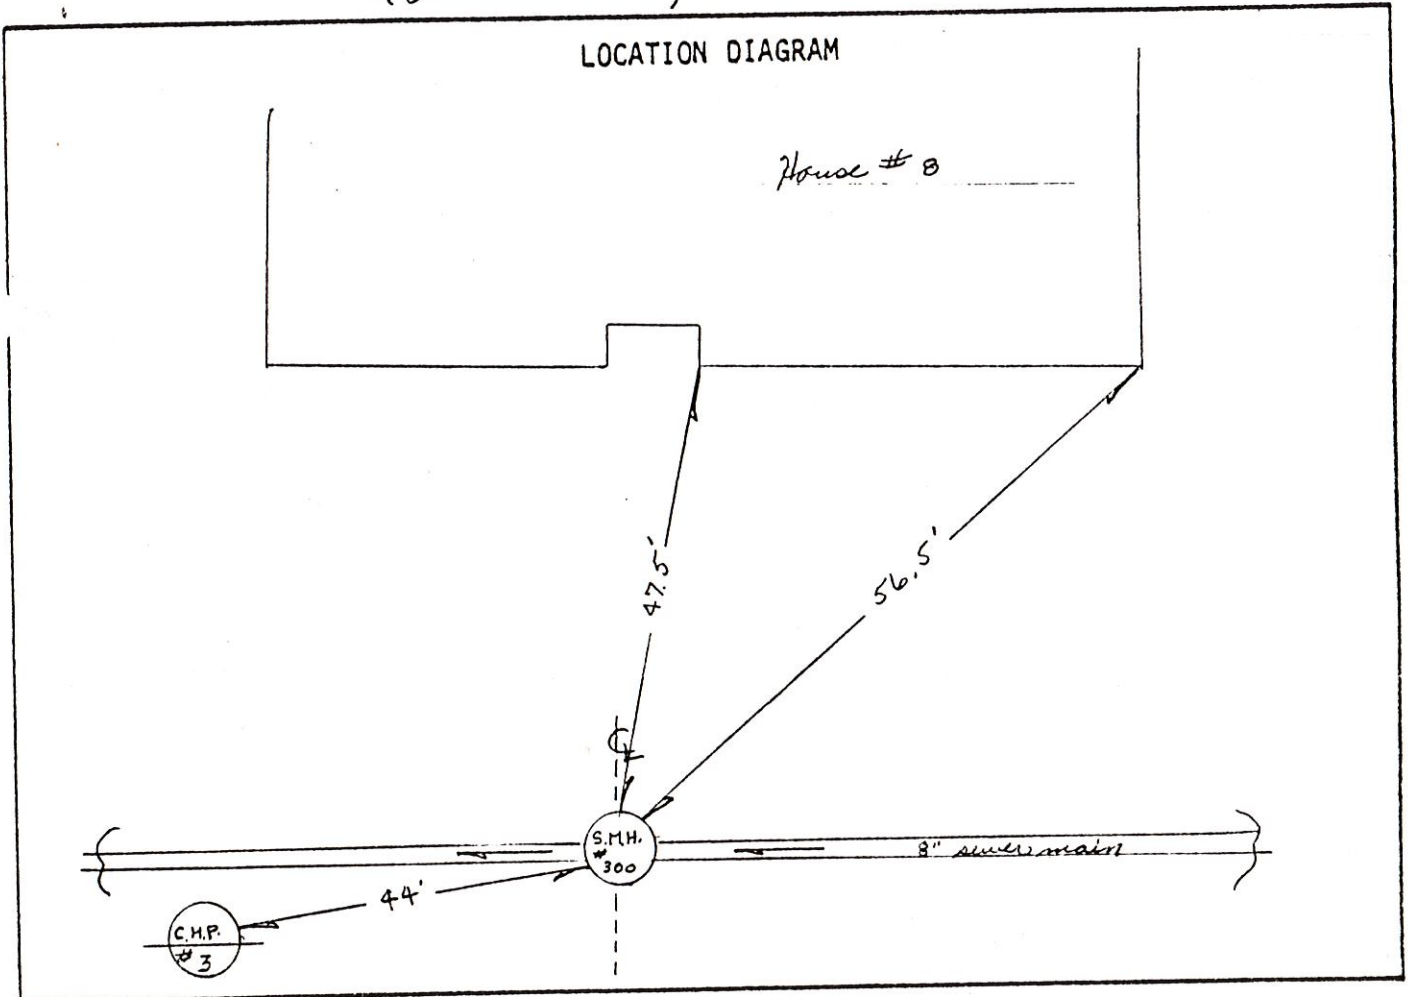 LOCATION DIAGRAM
House # 8
47.5'
56.5'
℄
S.M.H.
#
300
8" sewer main
44'
C.H.P.
# 3